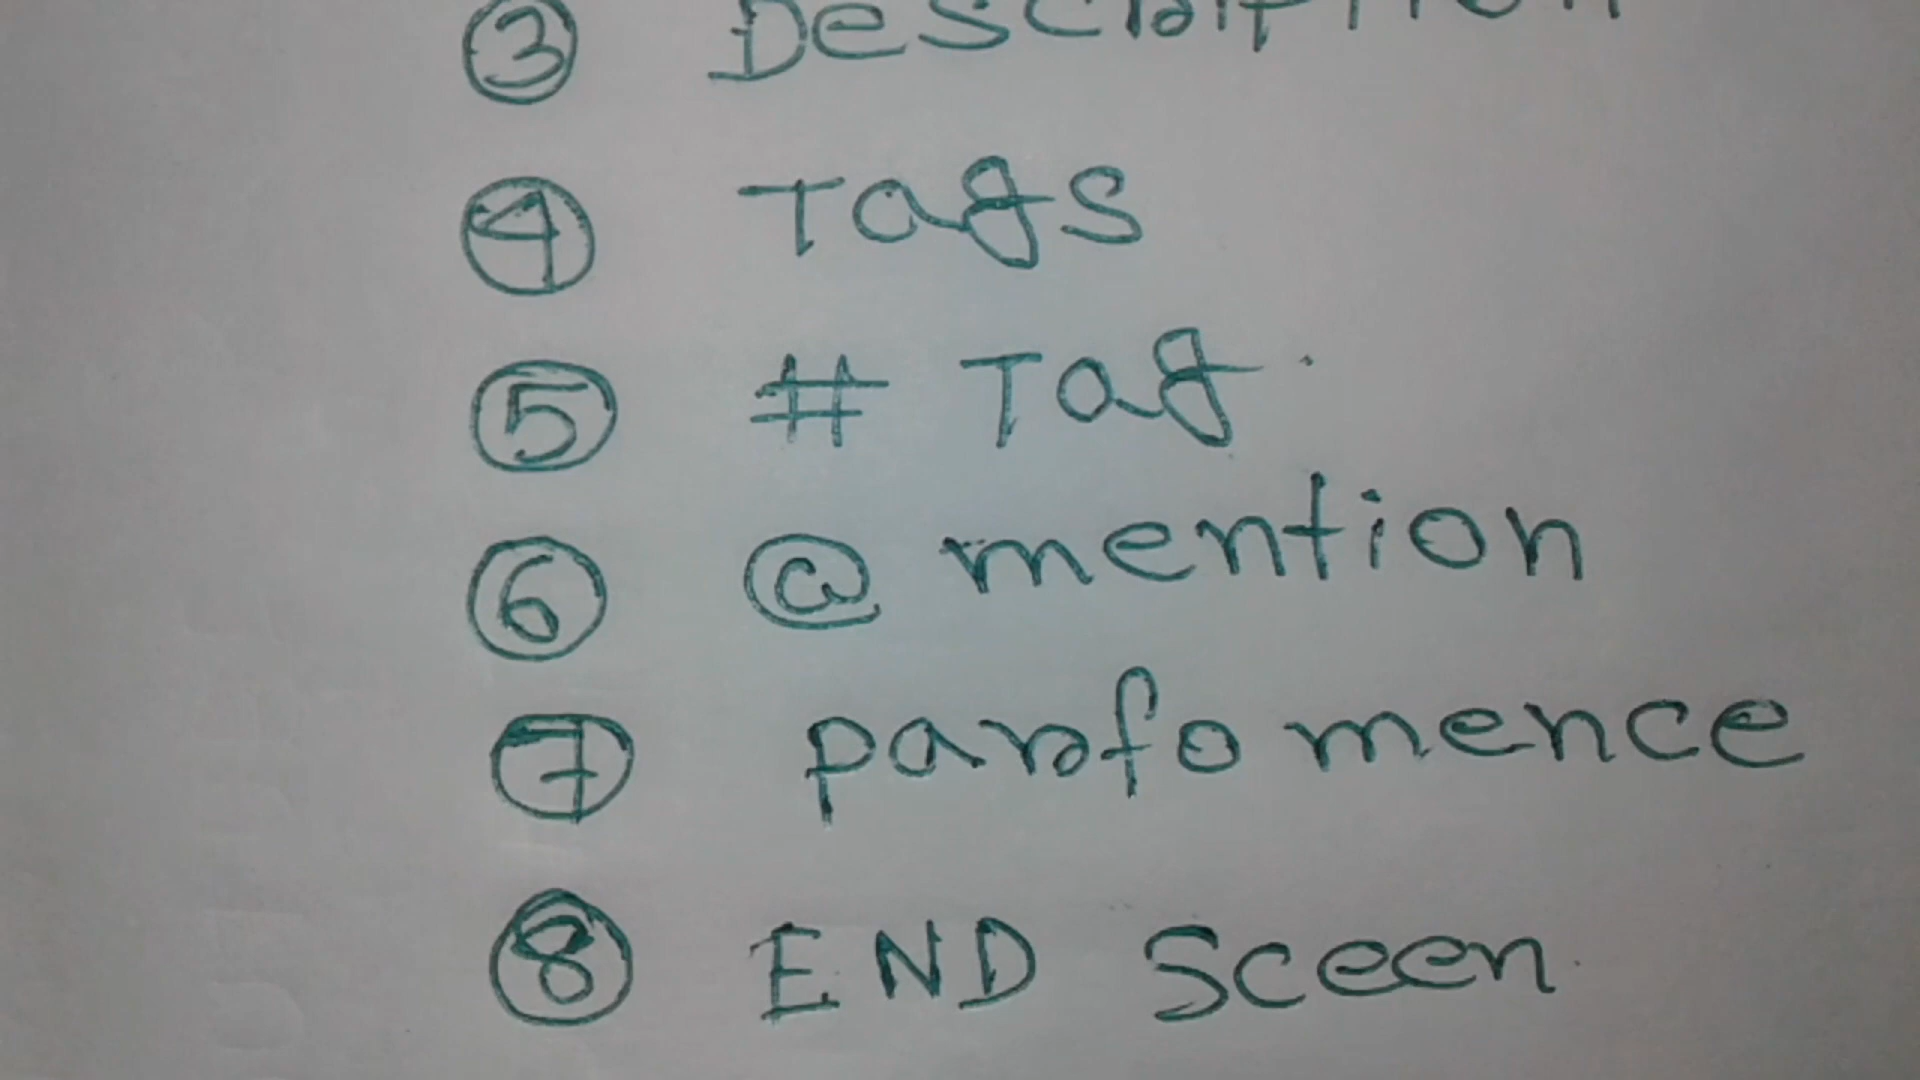 ③ Description
④ Tags
⑤ # Tag
⑥ @ mention
⑦ parfomence
⑧ END Sceen